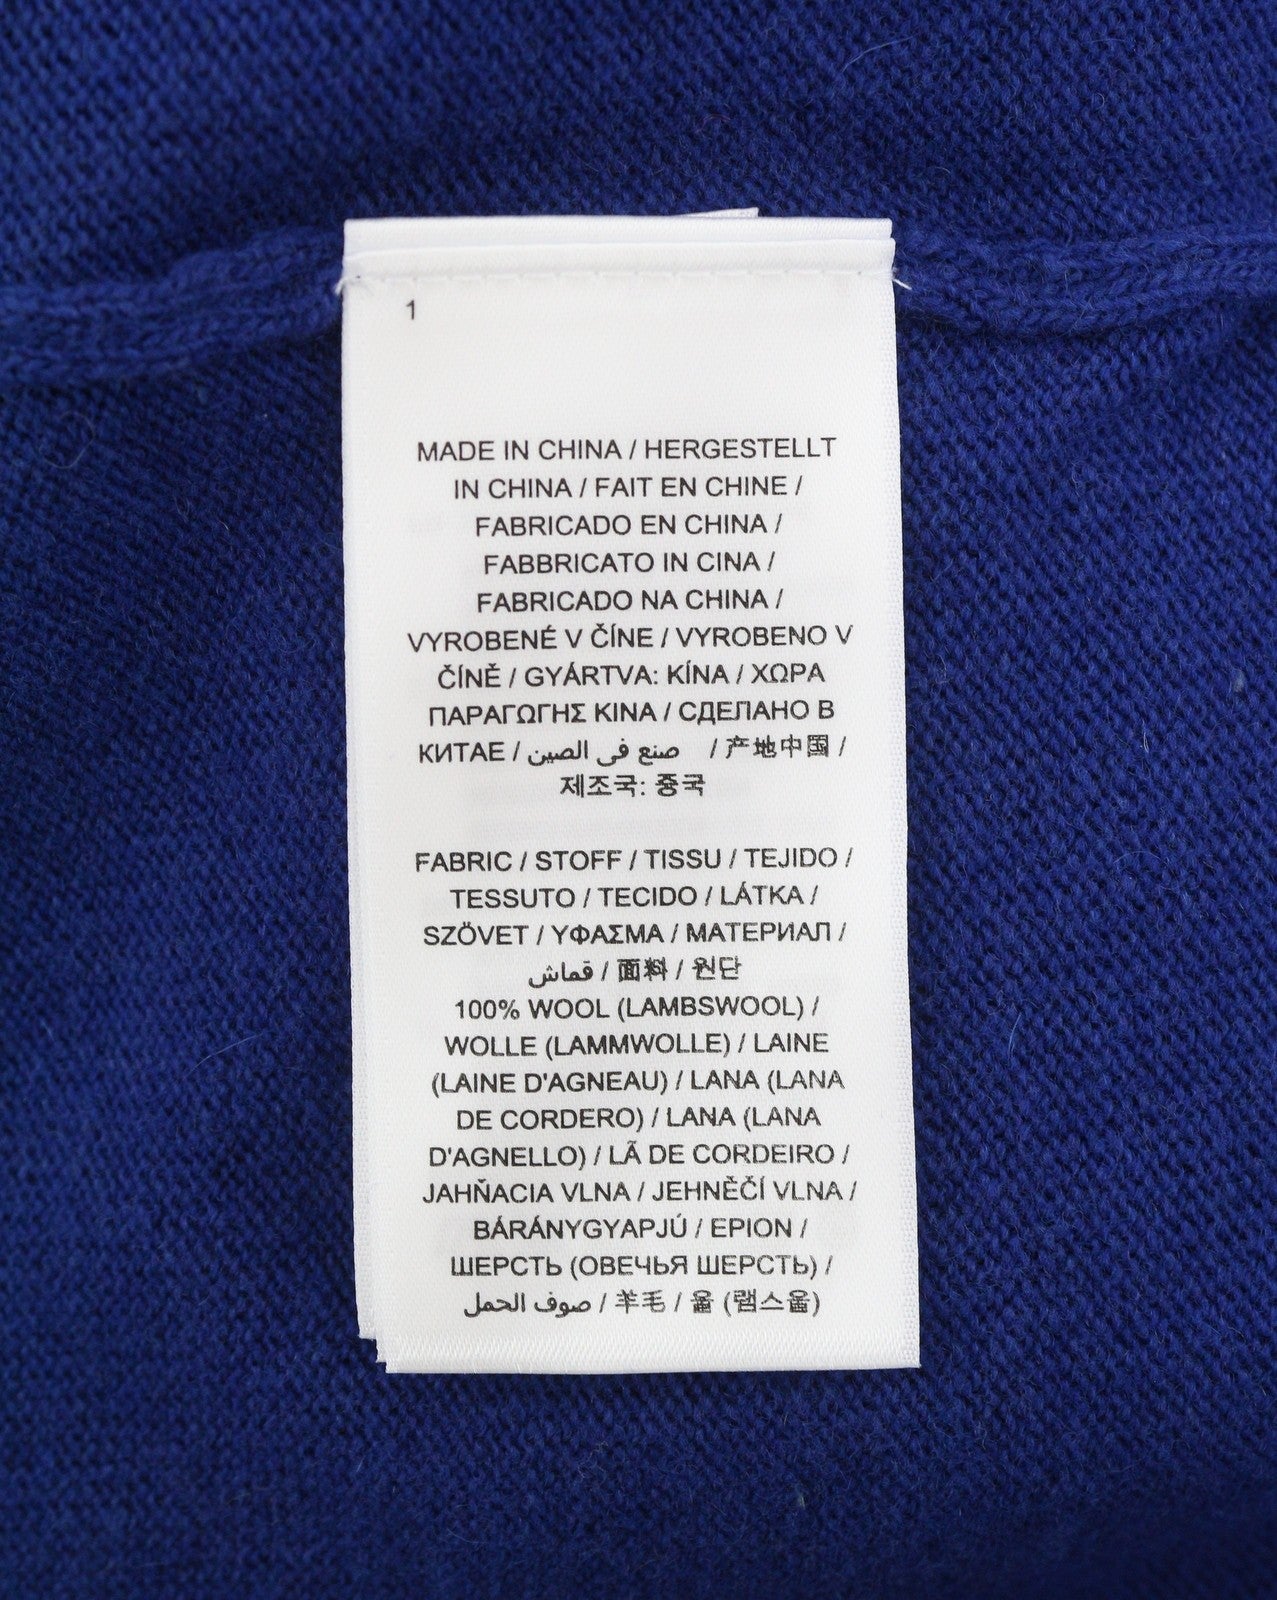 1
MADE IN CHINA / HERGESTELLT
IN CHINA / FAIT EN CHINE /
FABRICADO EN CHINA /
FABBRICATO IN CINA /
FABRICADO NA CHINA /
VYROBENÉ V ČÍNE / VYROBENO V
ČÍNĚ / GYÁRTVA: KÍNA / ΧΩΡΑ
ΠΑΡΑΓΩΓΗΣ ΚΙΝΑ / СДЕЛАНО В
КИТАЕ / صنع في الصين / 产地中国 /
제조국: 중국
FABRIC / STOFF / TISSU / TEJIDO /
TESSUTO / TECIDO / LÁTKA /
SZÖVET / ΥΦΑΣΜΑ / МАТЕРИАЛ /
قماش / 面料 / 원단
100% WOOL (LAMBSWOOL) /
WOLLE (LAMMWOLLE) / LAINE
(LAINE D'AGNEAU) / LANA (LANA
DE CORDERO) / LANA (LANA
D'AGNELLO) / LÃ DE CORDEIRO /
JAHŇACIA VLNA / JEHNĚČÍ VLNA /
BÁRÁNYGYAPJÚ / ΕΡΙΟΝ /
ШЕРСТЬ (ОВЕЧЬЯ ШЕРСТЬ) /
صوف الحمل / 羊毛 / 울 (램스울)